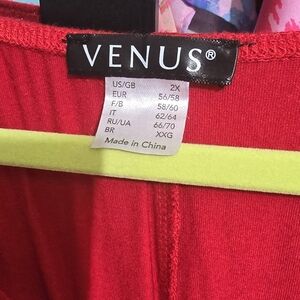 VENUS®
US/GB 2X
EUR 56/58
F/B 58/60
IT 62/64
RU/UA 66/70
BR XXG
Made in China